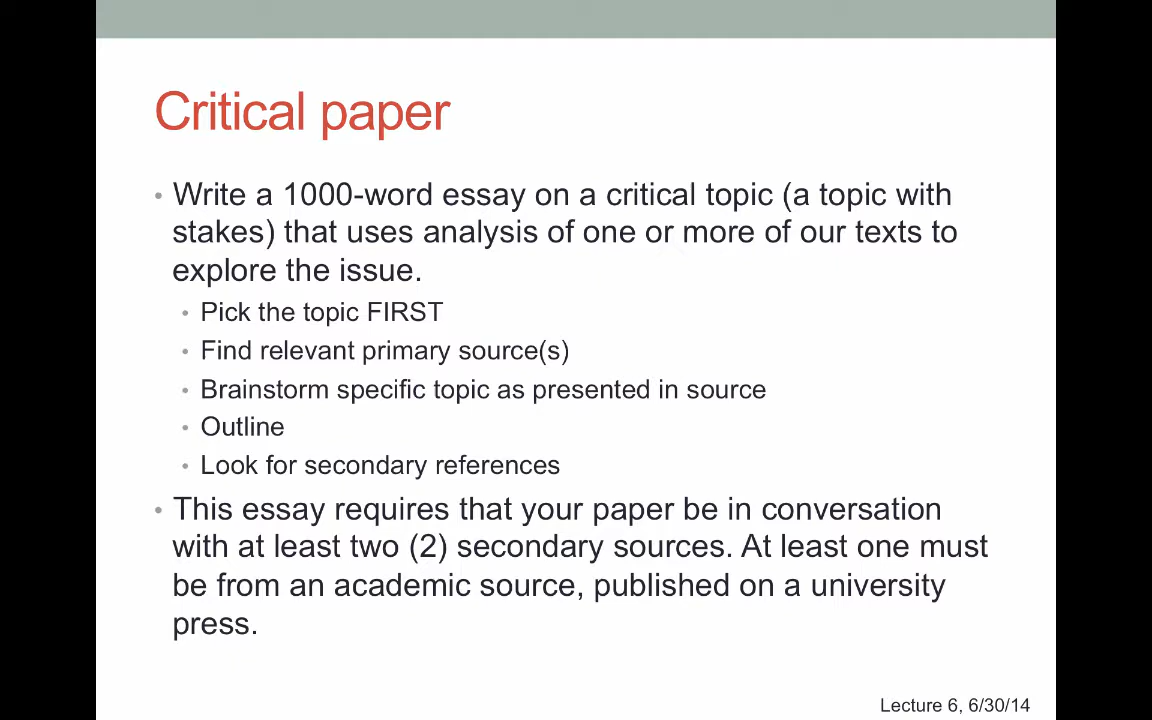 Critical paper
• Write a 1000-word essay on a critical topic (a topic with
stakes) that uses analysis of one or more of our texts to
explore the issue.
• Pick the topic FIRST
• Find relevant primary source(s)
• Brainstorm specific topic as presented in source
• Outline
• Look for secondary references
• This essay requires that your paper be in conversation
with at least two (2) secondary sources. At least one must
be from an academic source, published on a university
press.
Lecture 6, 6/30/14